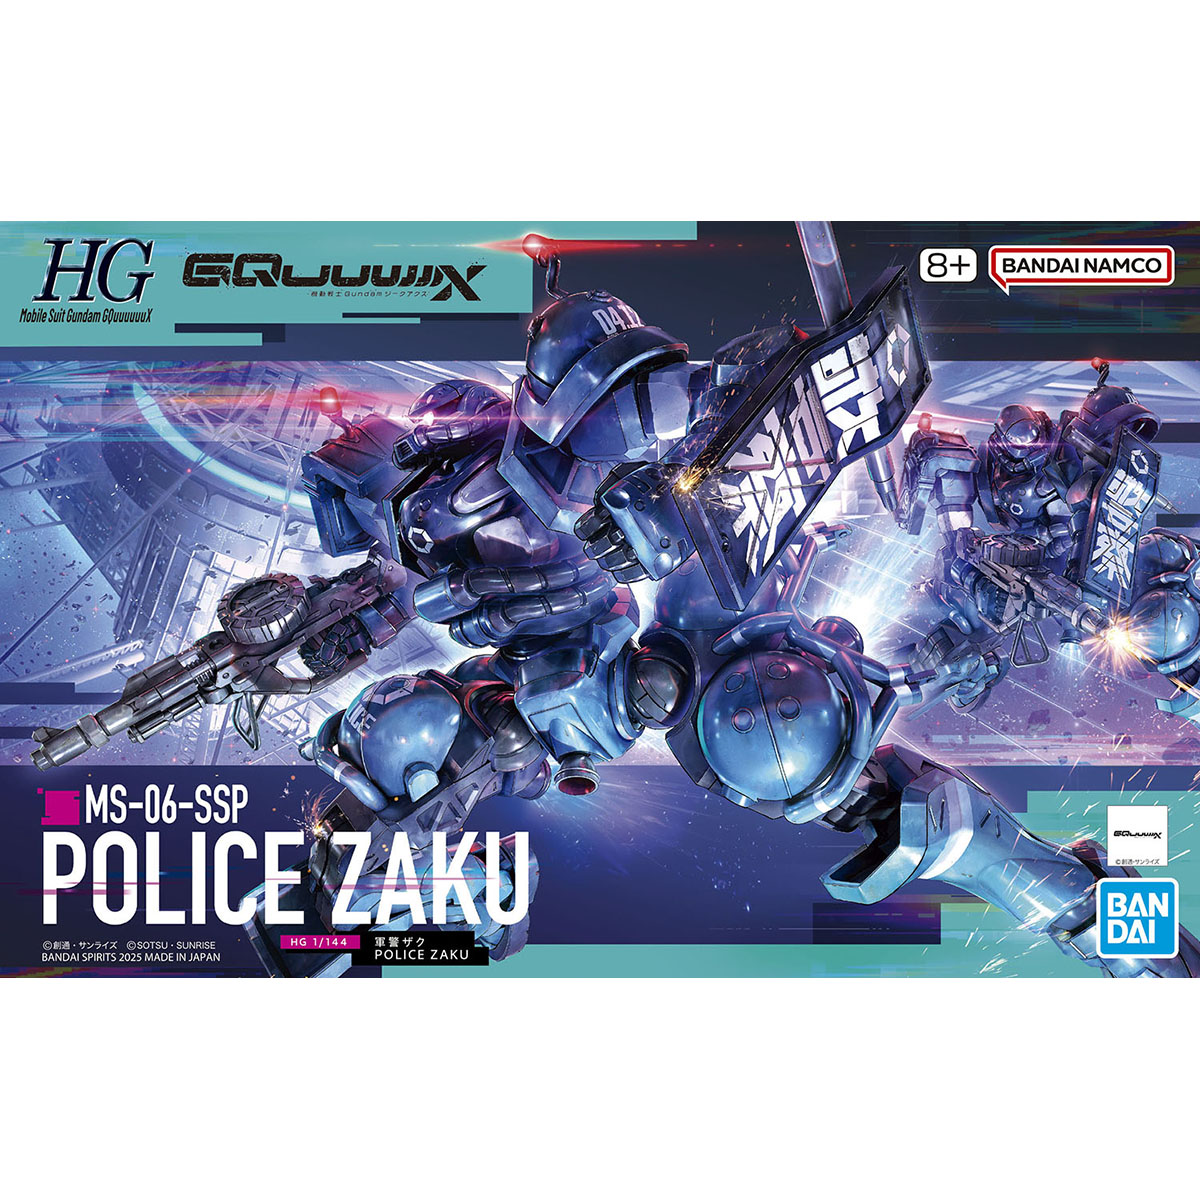 HG
Mobile Suit Gundam GQuuuuuuX
GQuuuuuuX
機動戦士Gundam ジークアクス
8+
BANDAI NAMCO
MS-06-SSP
POLICE ZAKU
HG 1/144
軍警ザク
POLICE ZAKU
©創通・サンライズ ©SOTSU・SUNRISE
BANDAI SPIRITS 2025 MADE IN JAPAN
GQuuuuuuX
©創通・サンライズ
BAN
DAI